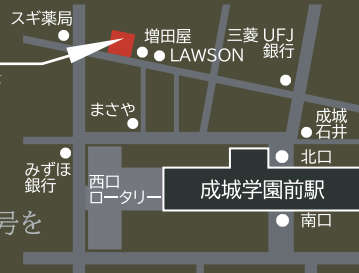 スギ薬局
増田屋
LAWSON
三菱 UFJ
銀行
まさや
成城
石井
みずほ
銀行
西口
ロータリー
北口
成城学園前駅
号を
南口